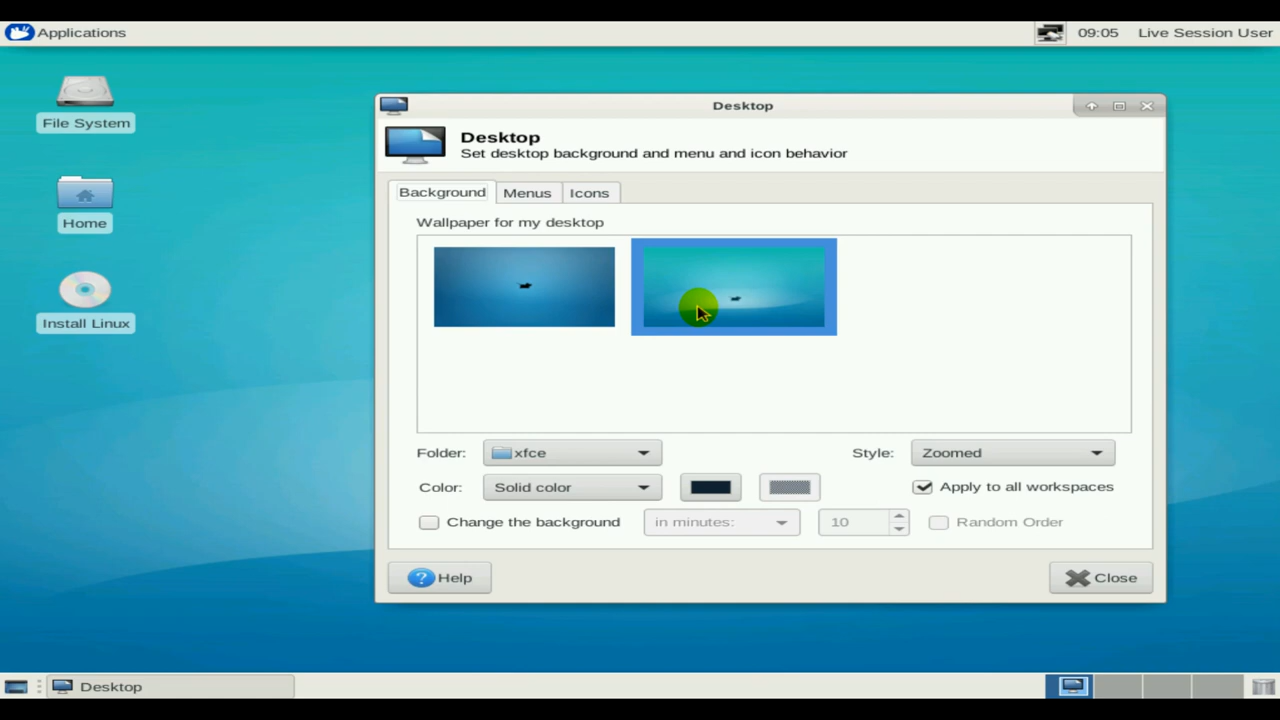 Applications
09:05 Live Session User
File System
Home
Install Linux
Desktop
Desktop
Set desktop background and menu and icon behavior
Background Menus Icons
Wallpaper for my desktop
Folder: xfce Style: Zoomed
Color: Solid color Apply to all workspaces
Change the background in minutes: 10 Random Order
? Help Close
Desktop